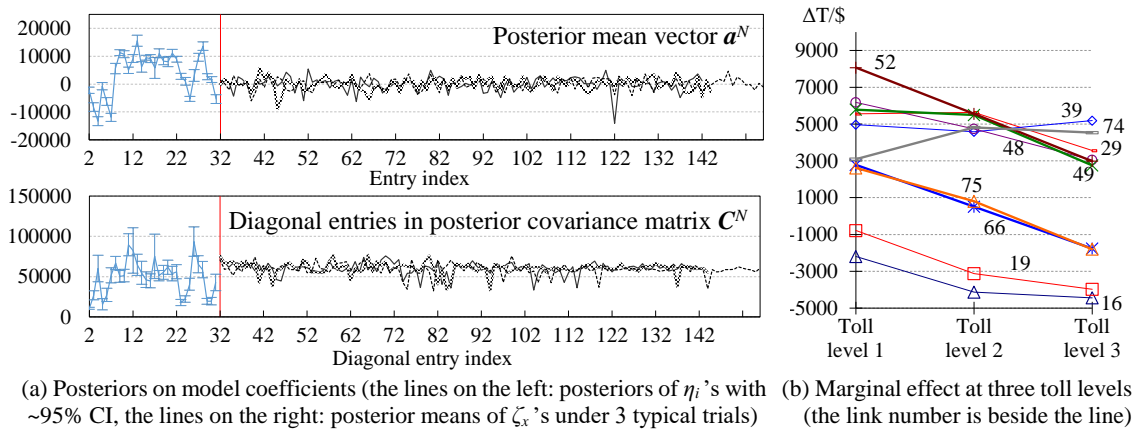 20000
10000
0
-10000
-20000
Posterior mean vector a^N
2 12 22 32 42 52 62 72 82 92 102 112 122 132 142
Entry index
150000
100000
50000
0
Diagonal entries in posterior covariance matrix C^N
2 12 22 32 42 52 62 72 82 92 102 112 122 132 142
Diagonal entry index
(a) Posteriors on model coefficients (the lines on the left: posteriors of η_i's with
~95% CI, the lines on the right: posterior means of ζ_x's under 3 typical trials)
ΔT/$
9000
7000
5000
3000
1000
-1000
-3000
-5000
52
39
74
48
29
49
75
66
19
16
Toll Toll Toll
level 1 level 2 level 3
(b) Marginal effect at three toll levels
(the link number is beside the line)